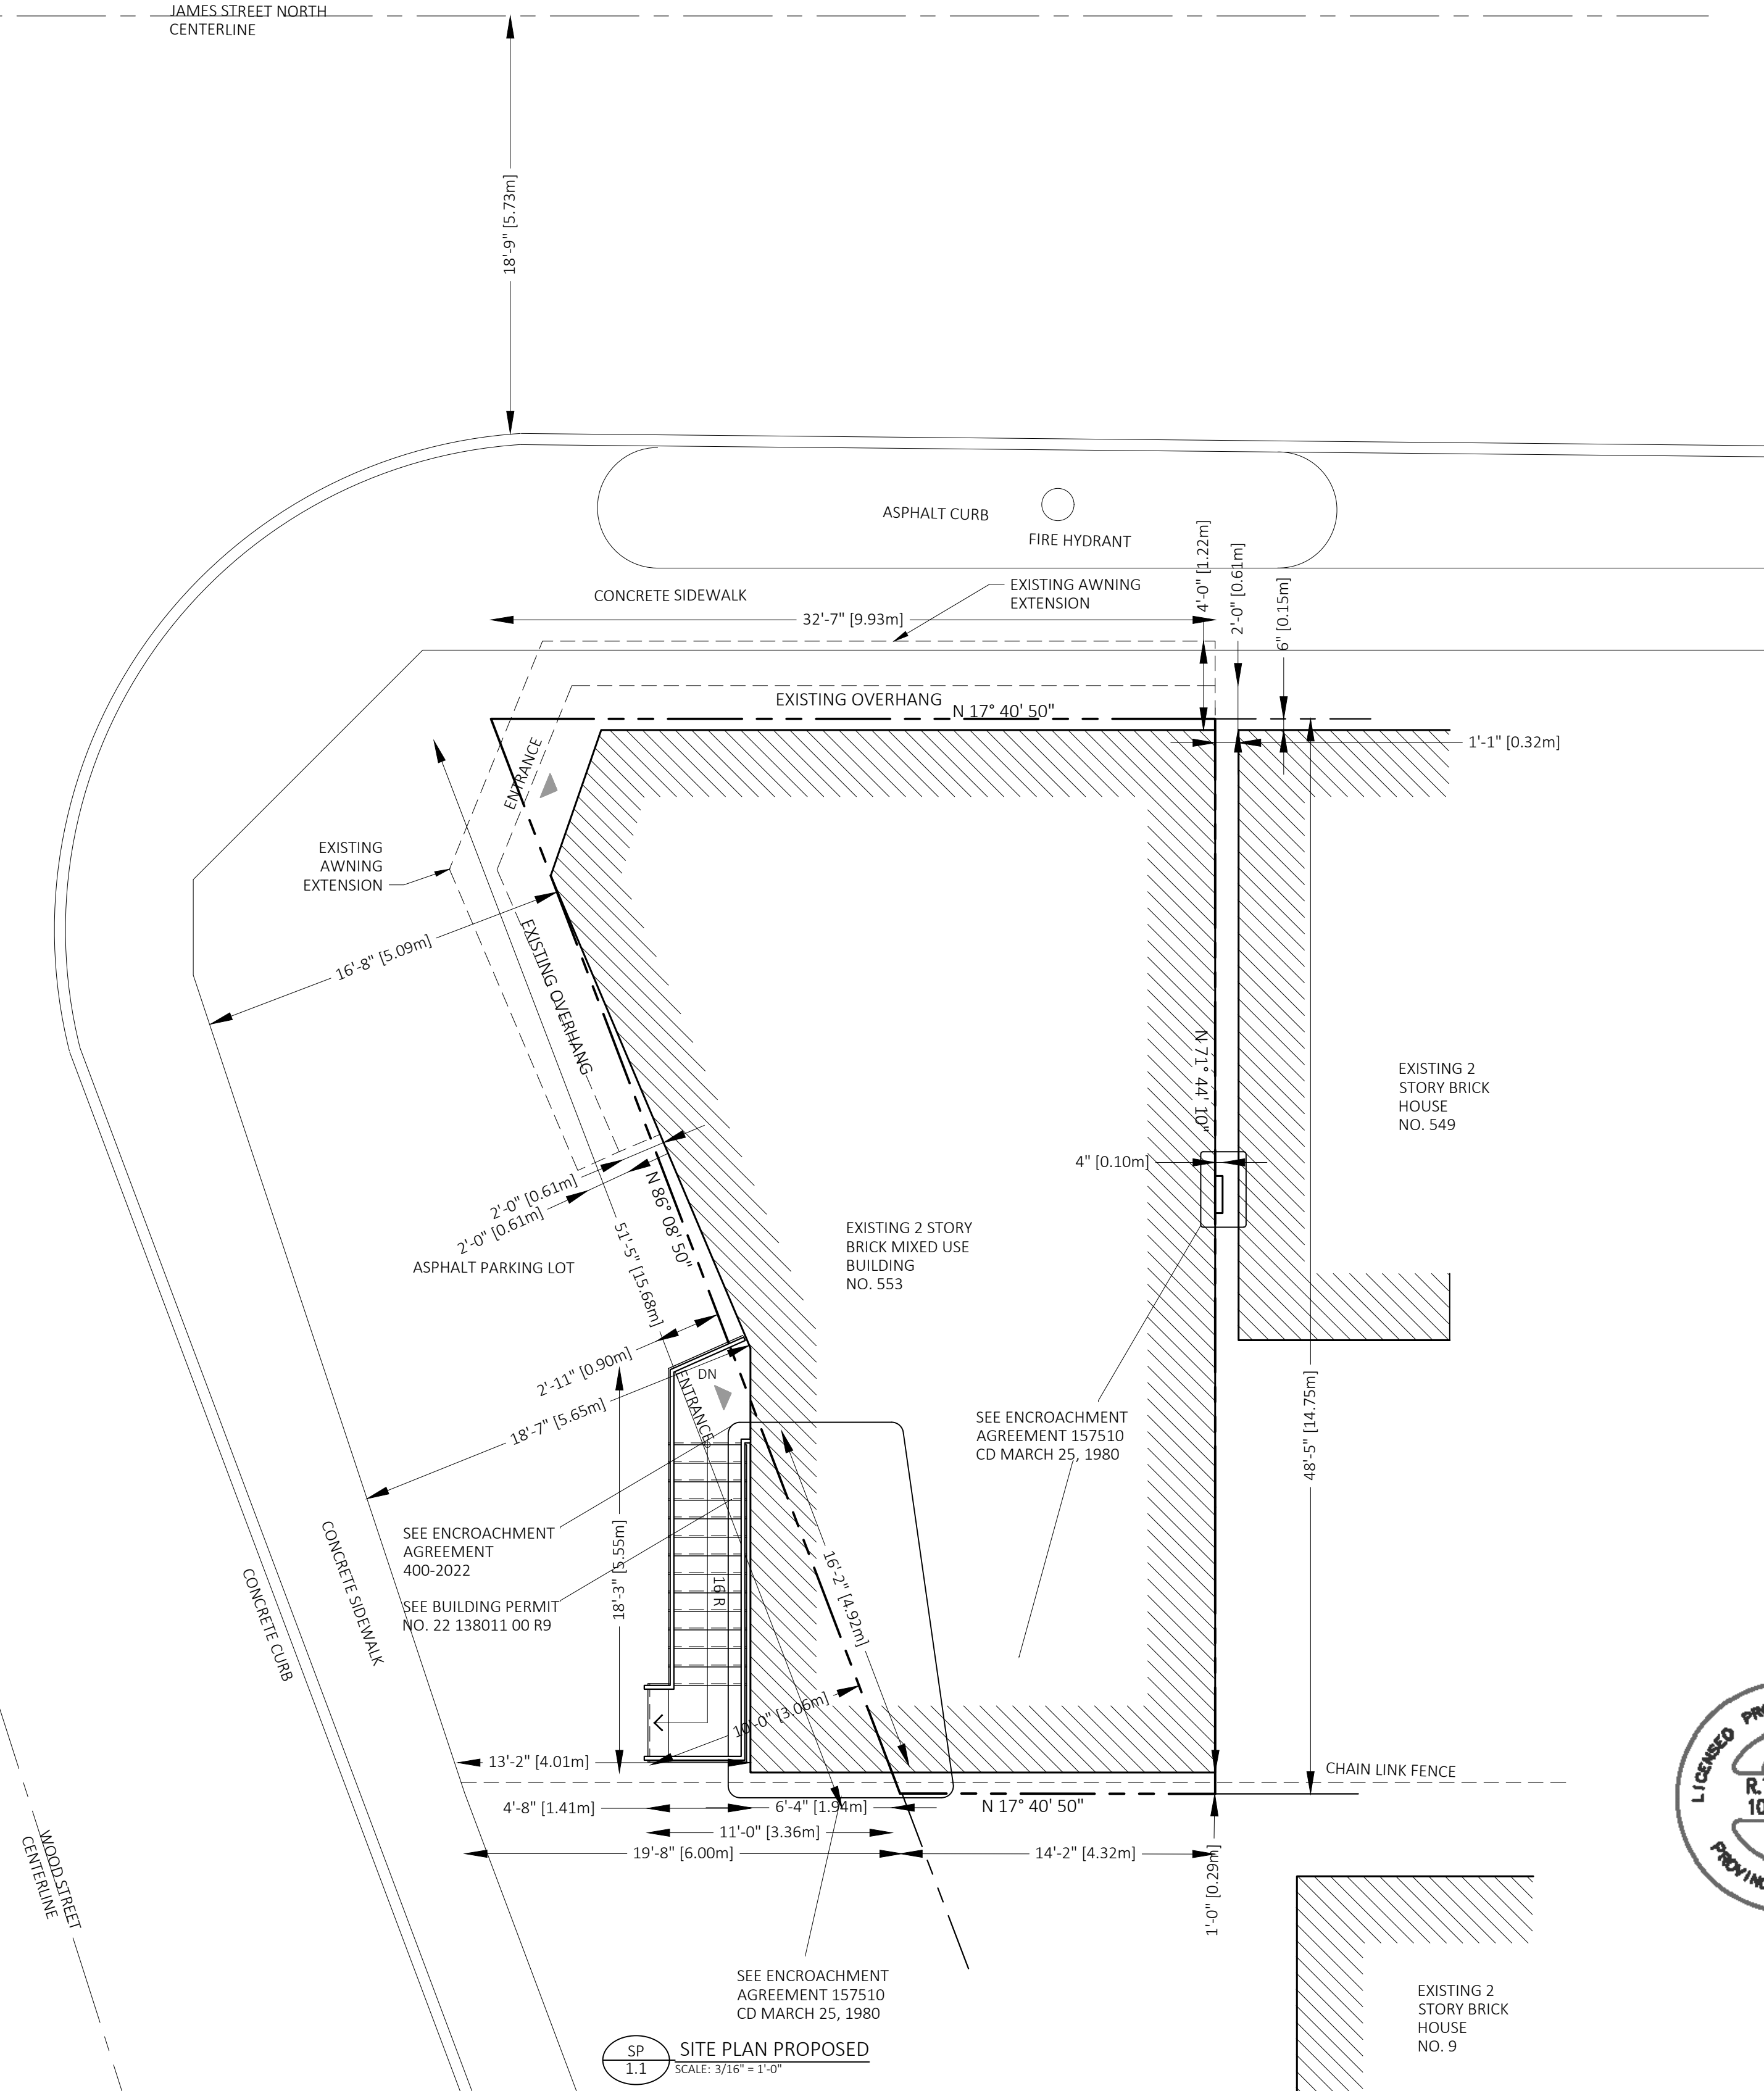 JAMES STREET NORTH
CENTERLINE
18'-9" [5.73m]
ASPHALT CURB
FIRE HYDRANT
CONCRETE SIDEWALK
EXISTING AWNING
EXTENSION
32'-7" [9.93m]
4'-0" [1.22m]
2'-0" [0.61m]
6" [0.15m]
EXISTING OVERHANG
N 17° 40' 50"
1'-1" [0.32m]
ENTRANCE
EXISTING
AWNING
EXTENSION
16'-8" [5.09m]
EXISTING OVERHANG
N 71° 44' 10"
EXISTING 2
STORY BRICK
HOUSE
NO. 549
4" [0.10m]
2'-0" [0.61m]
2'-0" [0.61m]
N 86° 08' 50"
51'-5" [15.68m]
ASPHALT PARKING LOT
EXISTING 2 STORY
BRICK MIXED USE
BUILDING
NO. 553
2'-11" [0.90m]
DN
ENTRANCE
18'-7" [5.65m]
48'-5" [14.75m]
SEE ENCROACHMENT
AGREEMENT 157510
CD MARCH 25, 1980
SEE ENCROACHMENT
AGREEMENT
400-2022
SEE BUILDING PERMIT
NO. 22 138011 00 R9
18'-3" [5.55m]
16 R
16'-2" [4.92m]
CONCRETE SIDEWALK
CONCRETE CURB
10'-0" [3.06m]
13'-2" [4.01m]
CHAIN LINK FENCE
4'-8" [1.41m]
6'-4" [1.94m]
N 17° 40' 50"
11'-0" [3.36m]
19'-8" [6.00m]
14'-2" [4.32m]
1'-0" [0.29m]
WOOD STREET
CENTERLINE
LICENSED
SEE ENCROACHMENT
AGREEMENT 157510
CD MARCH 25, 1980
EXISTING 2
STORY BRICK
HOUSE
NO. 9
SP
1.1
SITE PLAN PROPOSED
SCALE: 3/16" = 1'-0"